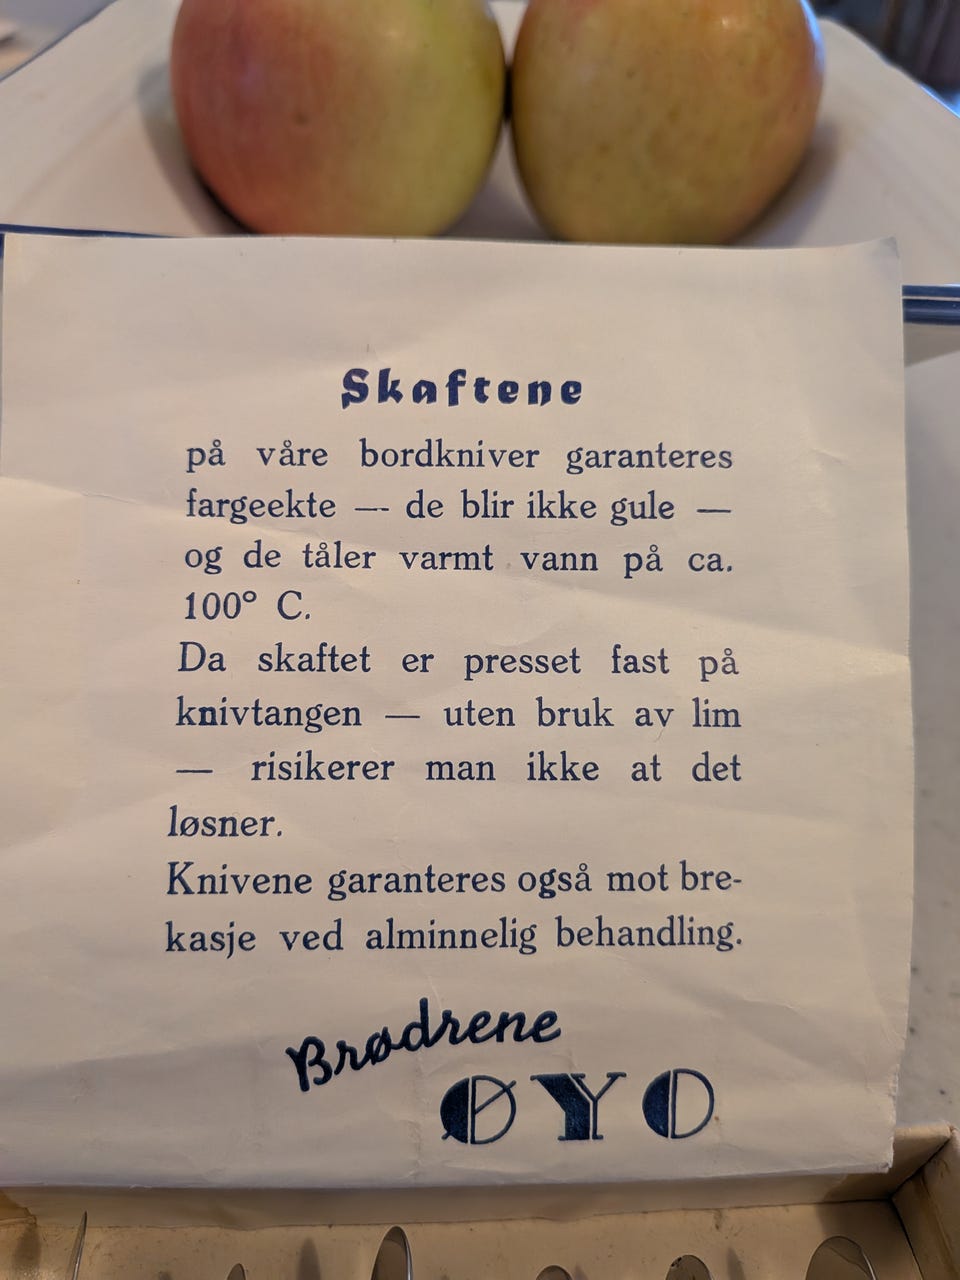 Skaftene
på våre bordkniver garanteres
fargeekte — de blir ikke gule —
og de tåler varmt vann på ca.
100° C.
Da skaftet er presset fast på
knivtangen — uten bruk av lim
— risikerer man ikke at det
løsner.
Knivene garanteres også mot bre-
kasje ved alminnelig behandling.
Brødrene
ØYO